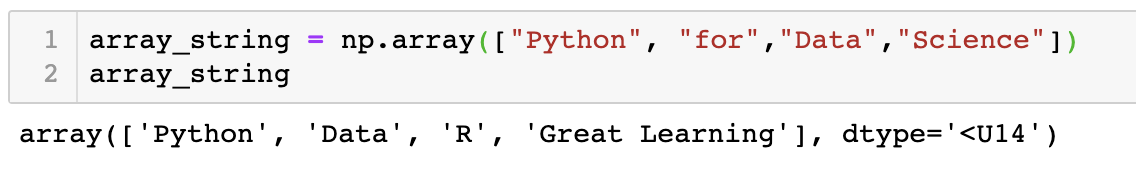 1 array_string = np.array(["Python", "for","Data","Science"])
2 array_string
array(['Python', 'Data', 'R', 'Great Learning'], dtype='<U14')